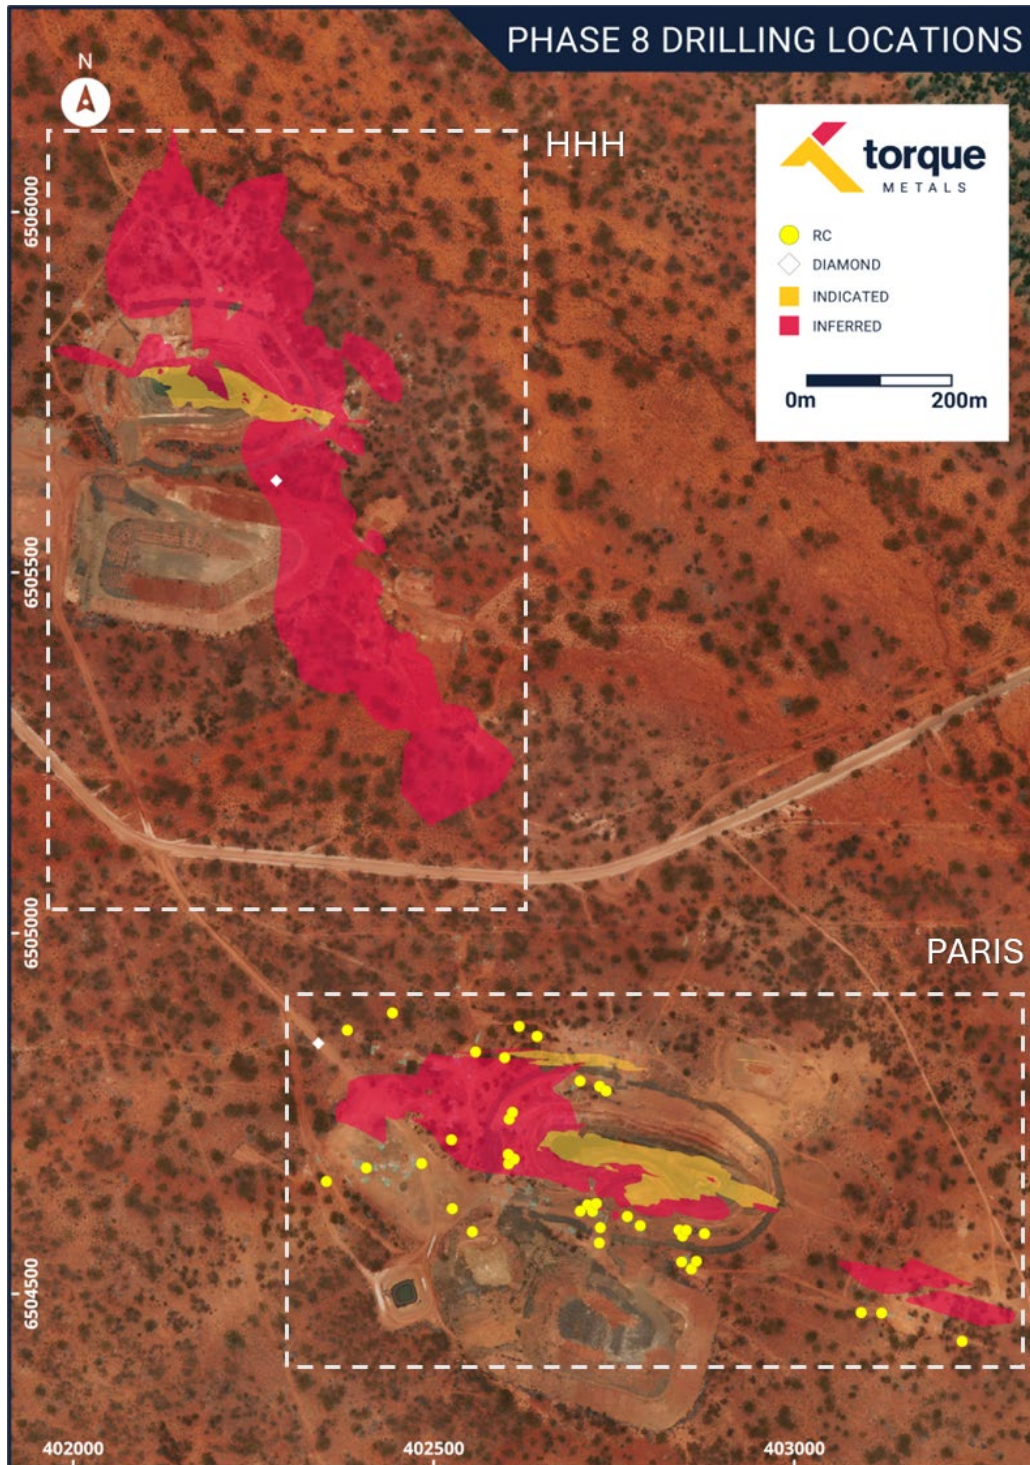 PHASE 8 DRILLING LOCATIONS
N
HHH
torque
METALS
RC
DIAMOND
INDICATED
INFERRED
0m 200m
6506000
6505500
6505000
PARIS
6504500
402000 402500 403000